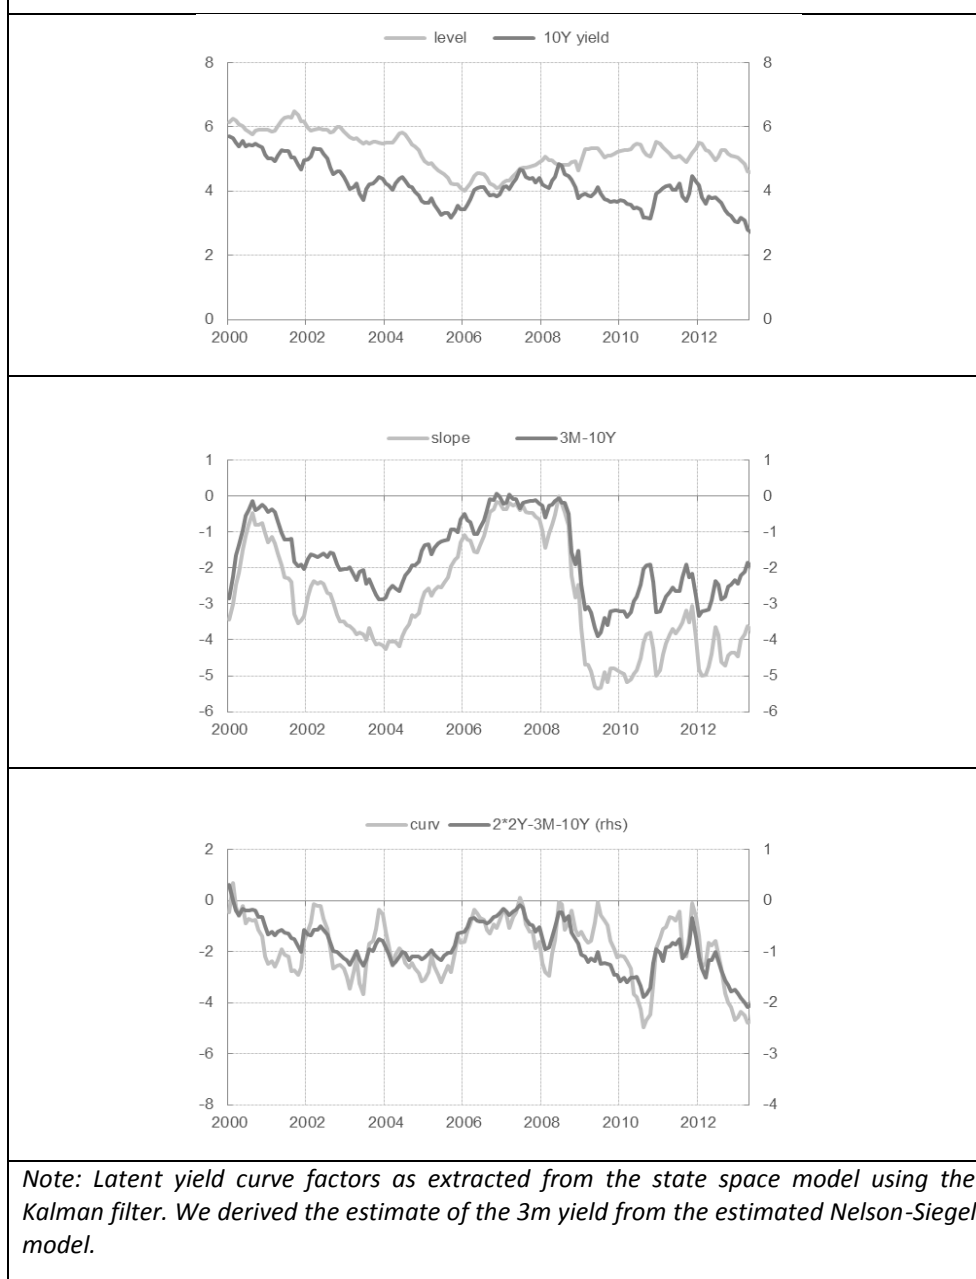 level 10Y yield
8 8
6 6
4 4
2 2
0 0
2000 2002 2004 2006 2008 2010 2012
slope 3M-10Y
1 1
0 0
-1 -1
-2 -2
-3 -3
-4 -4
-5 -5
-6 -6
2000 2002 2004 2006 2008 2010 2012
curv 2*2Y-3M-10Y (rhs)
2 1
0 0
-2 -1
-4 -2
-6 -3
-8 -4
2000 2002 2004 2006 2008 2010 2012
Note: Latent yield curve factors as extracted from the state space model using the
Kalman filter. We derived the estimate of the 3m yield from the estimated Nelson-Siegel
model.